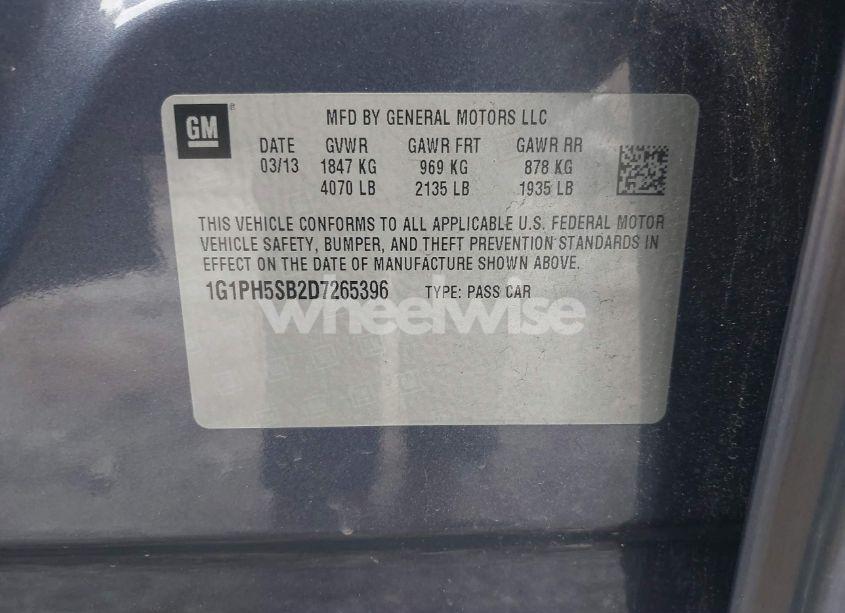 GM
MFD BY GENERAL MOTORS LLC
DATE GVWR GAWR FRT GAWR RR
03/13 1847 KG 969 KG 878 KG
4070 LB 2135 LB 1935 LB
THIS VEHICLE CONFORMS TO ALL APPLICABLE U.S. FEDERAL MOTOR
VEHICLE SAFETY, BUMPER, AND THEFT PREVENTION STANDARDS IN
EFFECT ON THE DATE OF MANUFACTURE SHOWN ABOVE.
1G1PH5SB2D7265396 TYPE: PASS CAR
wheelwise